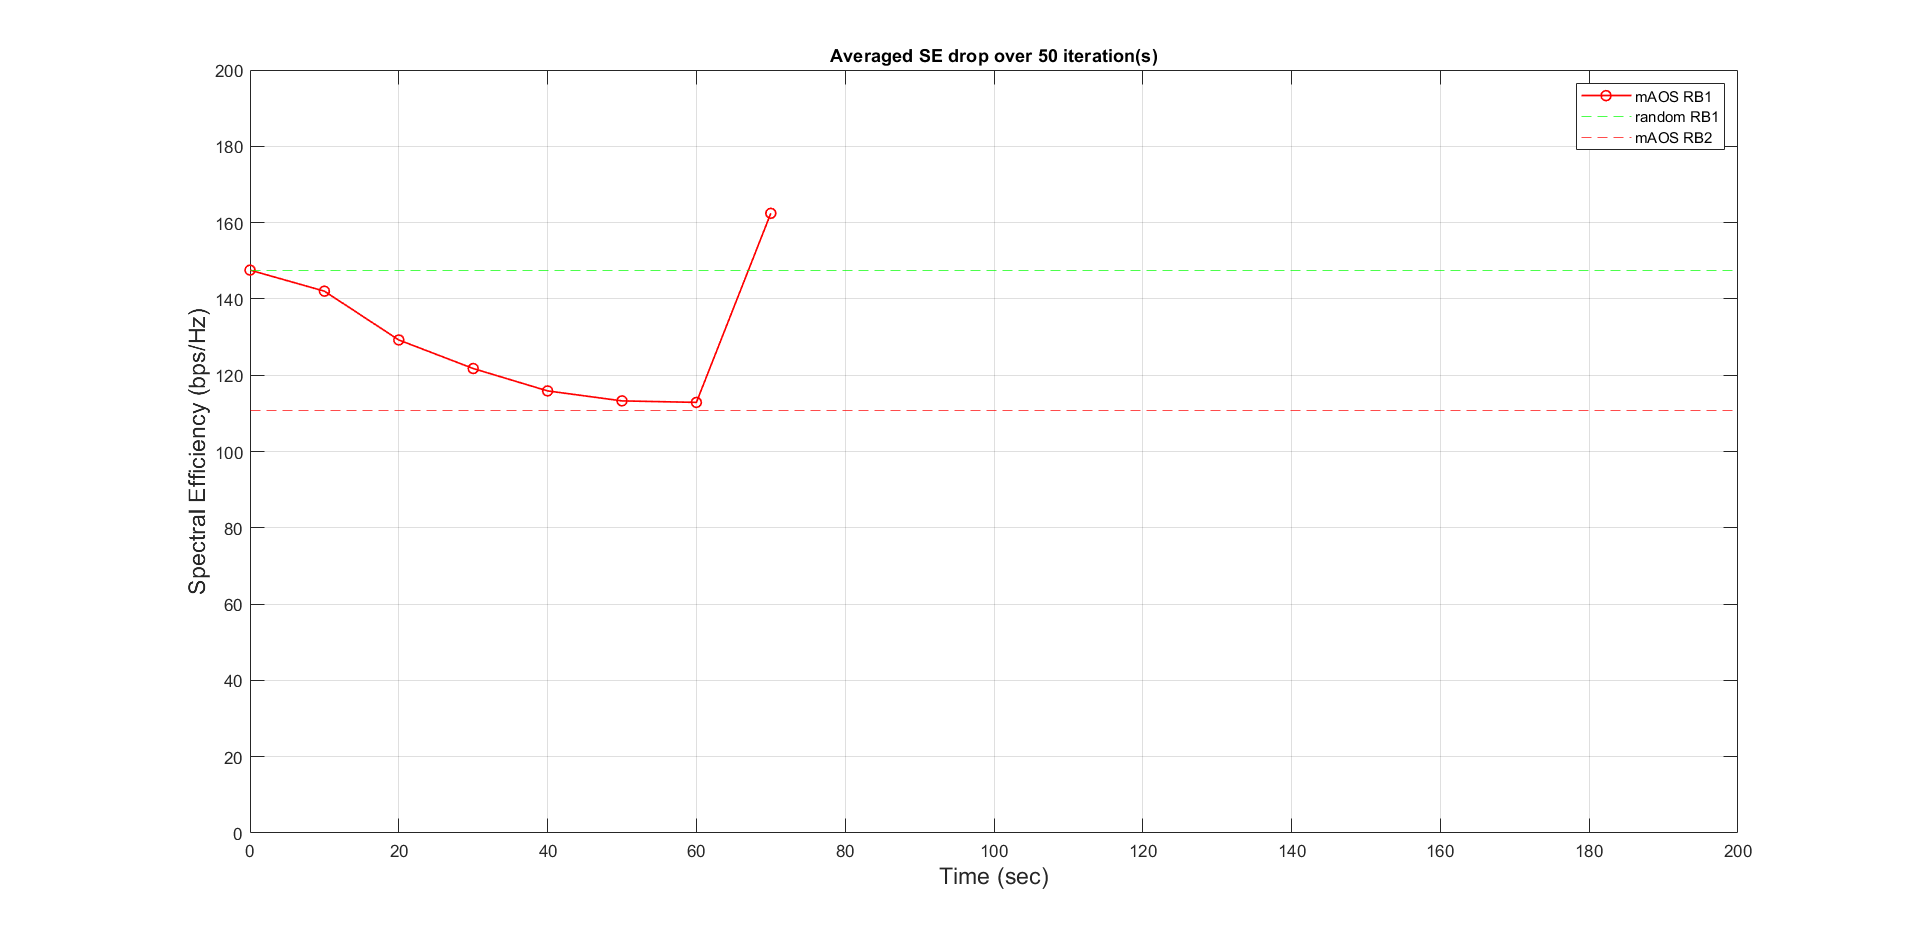 Averaged SE drop over 50 iteration(s)
mAOS RB1
random RB1
mAOS RB2
Spectral Efficiency (bps/Hz)
200
180
160
140
120
100
80
60
40
20
0
0 20 40 60 80 100 120 140 160 180 200
Time (sec)